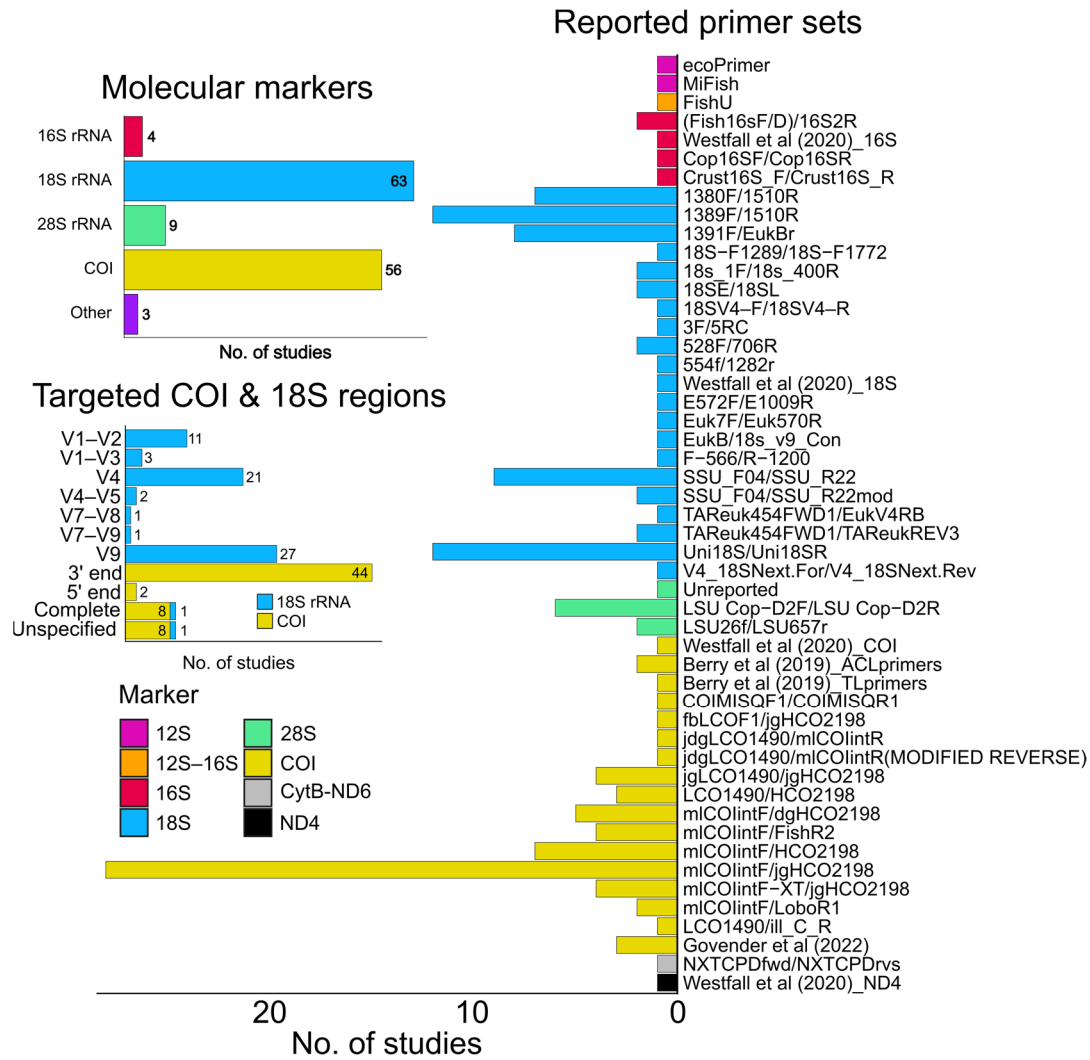 Reported primer sets
Molecular markers
16S rRNA
4
18S rRNA
63
28S rRNA
9
COI
56
Other
3
No. of studies
Targeted COI & 18S regions
V1–V2
11
V1–V3
3
V4
21
V4–V5
2
V7–V8
1
V7–V9
1
V9
27
3' end
44
5' end
2
Complete
8
1
Unspecified
8
1
18S rRNA
COI
No. of studies
Marker
12S
12S–16S
16S
18S
28S
COI
CytB-ND6
ND4
ecoPrimer
MiFish
FishU
(Fish16sF/D)/16S2R
Westfall et al (2020)_16S
Cop16SF/Cop16SR
Crust16S_F/Crust16S_R
1380F/1510R
1389F/1510R
1391F/EukBr
18S−F1289/18S−F1772
18s_1F/18s_400R
18SE/18SL
18SV4–F/18SV4–R
3F/5RC
528F/706R
554f/1282r
Westfall et al (2020)_18S
E572F/E1009R
Euk7F/Euk570R
EukB/18s_v9_Con
F−566/R−1200
SSU_F04/SSU_R22
SSU_F04/SSU_R22mod
TAReuk454FWD1/EukV4RB
TAReuk454FWD1/TAReukREV3
Uni18S/Uni18SR
V4_18SNext.For/V4_18SNext.Rev
Unreported
LSU Cop−D2F/LSU Cop−D2R
LSU26f/LSU657r
Westfall et al (2020)_COI
Berry et al (2019)_ACLprimers
Berry et al (2019)_TLprimers
COIMISQF1/COIMISQR1
fbLCOF1/jgHCO2198
jdgLCO1490/mlCOIintR
jdgLCO1490/mlCOIintR(MODIFIED REVERSE)
jgLCO1490/jgHCO2198
LCO1490/HCO2198
mlCOIintF/dgHCO2198
mlCOIintF/FishR2
mlCOIintF/HCO2198
mlCOIintF/jgHCO2198
mlCOIintF−XT/jgHCO2198
mlCOIintF/LoboR1
LCO1490/ill_C_R
Govender et al (2022)
NXTCPDfwd/NXTCPDrvs
Westfall et al (2020)_ND4
20
10
0
No. of studies